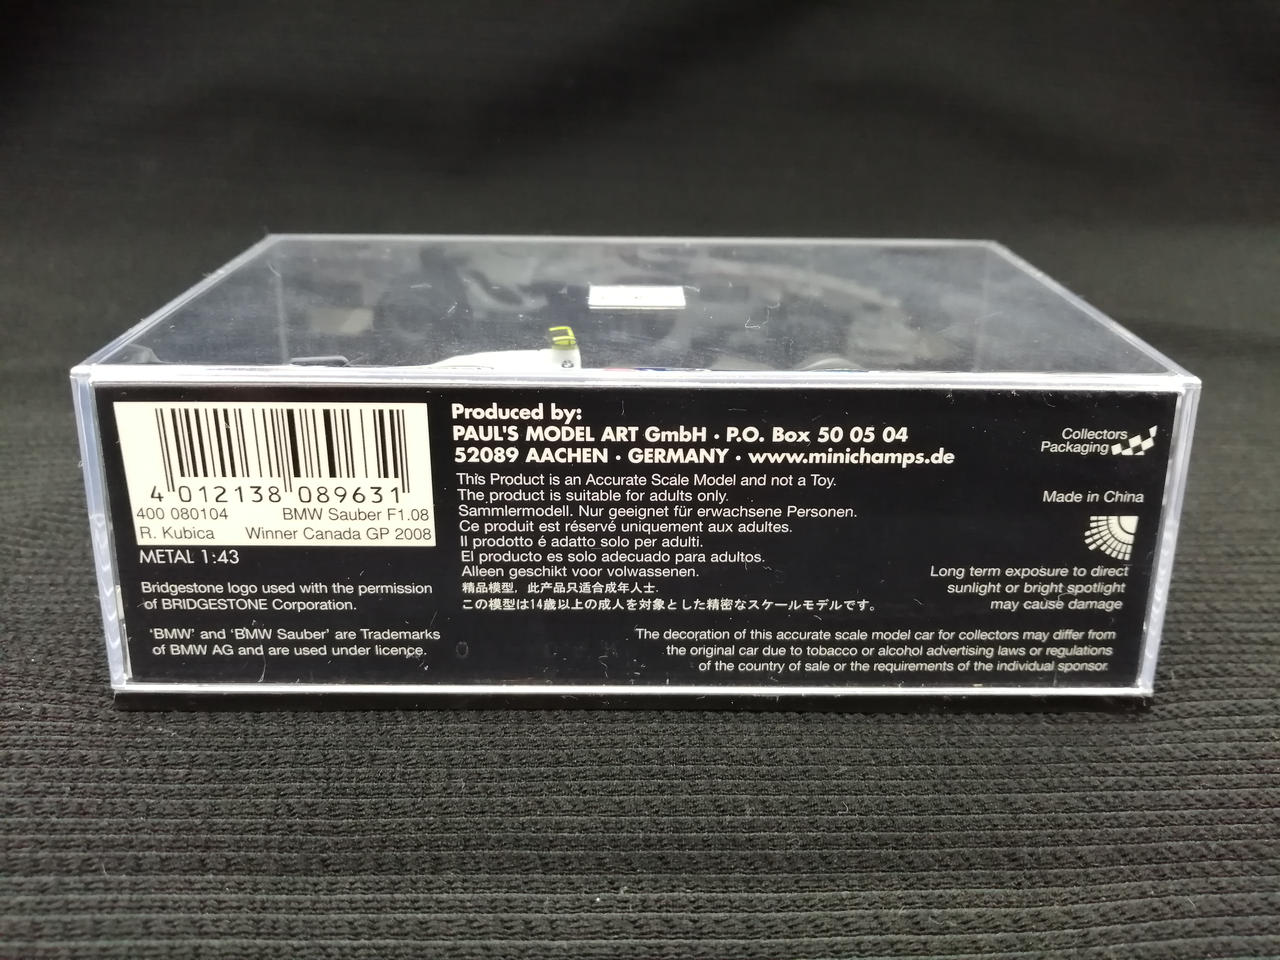 4 012138 089631
400 080104 BMW Sauber F1.08
R. Kubica Winner Canada GP 2008
METAL 1:43
Bridgestone logo used with the permission
of BRIDGESTONE Corporation.
'BMW' and 'BMW Sauber' are Trademarks
of BMW AG and are used under licence.
Produced by:
PAUL'S MODEL ART GmbH · P.O. Box 50 05 04
52089 AACHEN · GERMANY · www.minichamps.de
This Product is an Accurate Scale Model and not a Toy.
The product is suitable for adults only.
Sammlermodell. Nur geeignet für erwachsene Personen.
Ce produit est réservé uniquement aux adultes.
Il prodotto é adatto solo per adulti.
El producto es solo adecuado para adultos.
Alleen geschikt voor volwassenen.
精品模型，此产品只适合成年人士.
この模型は14歳以上の成人を対象とした精密なスケールモデルです。
Collectors
Packaging
Made in China
Long term exposure to direct
sunlight or bright spotlight
may cause damage
The decoration of this accurate scale model car for collectors may differ from
the original car due to tobacco or alcohol advertising laws or regulations
of the country of sale or the requirements of the individual sponsor.